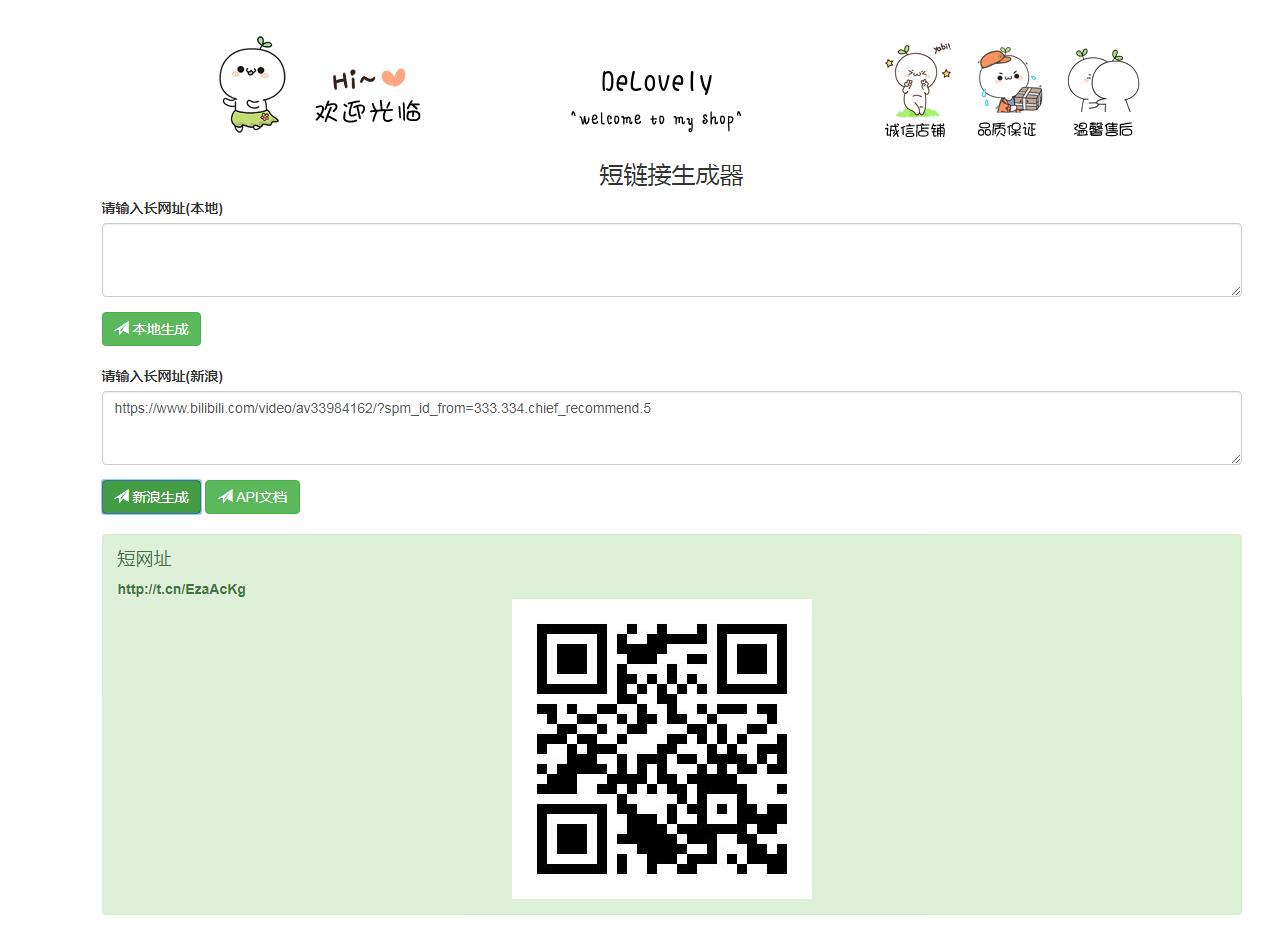 Hi~
欢迎光临
DeLovely
^welcome to my shop^
yabi!
诚信店铺
品质保证
温馨售后
短链接生成器
请输入长网址(本地)
本地生成
请输入长网址(新浪)
https://www.bilibili.com/video/av33984162/?spm_id_from=333.334.chief_recommend.5
新浪生成
API文档
短网址
http://t.cn/EzaAcKg